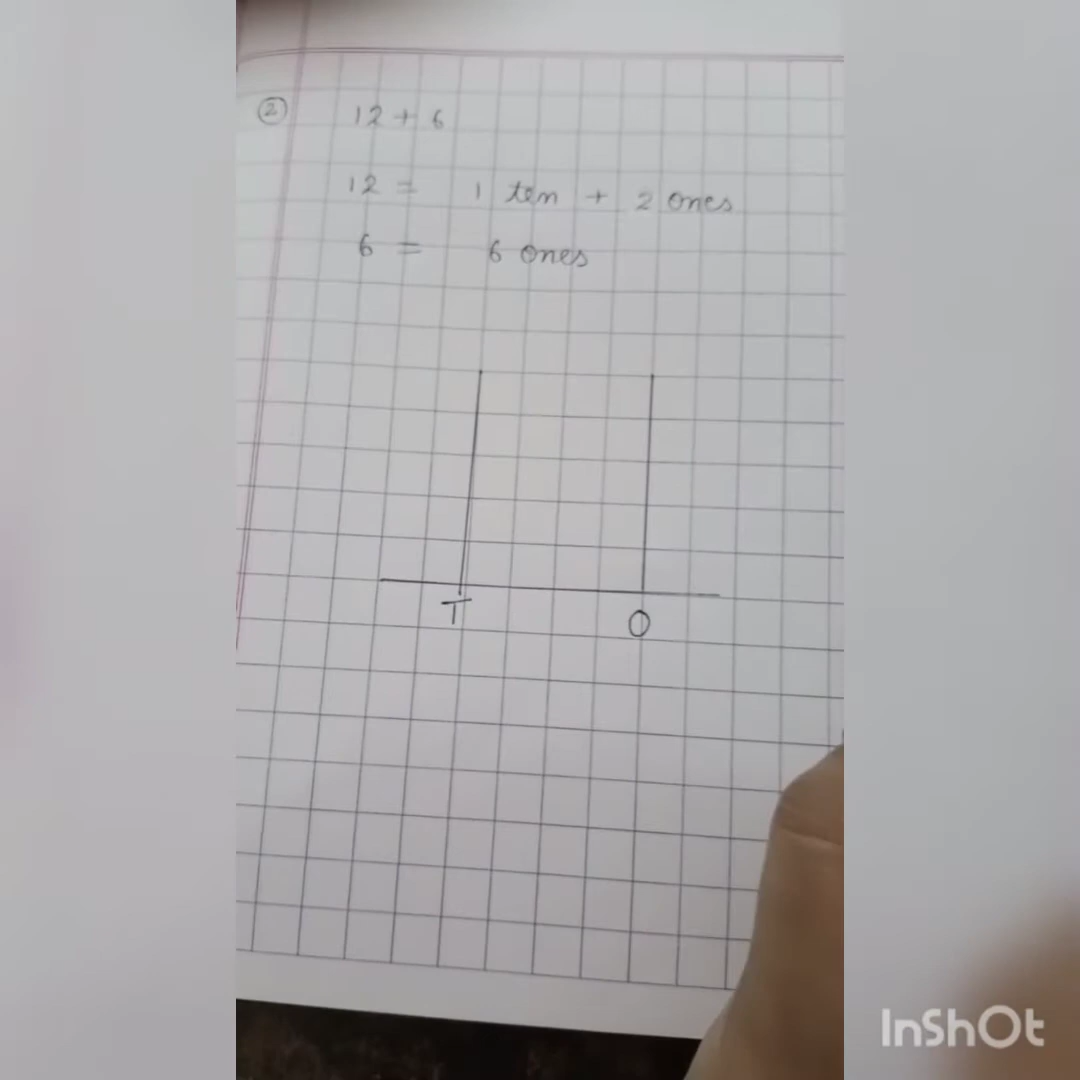 ② 12 + 6
12 = 1 ten + 2 ones
6 = 6 ones
T O
InShOt